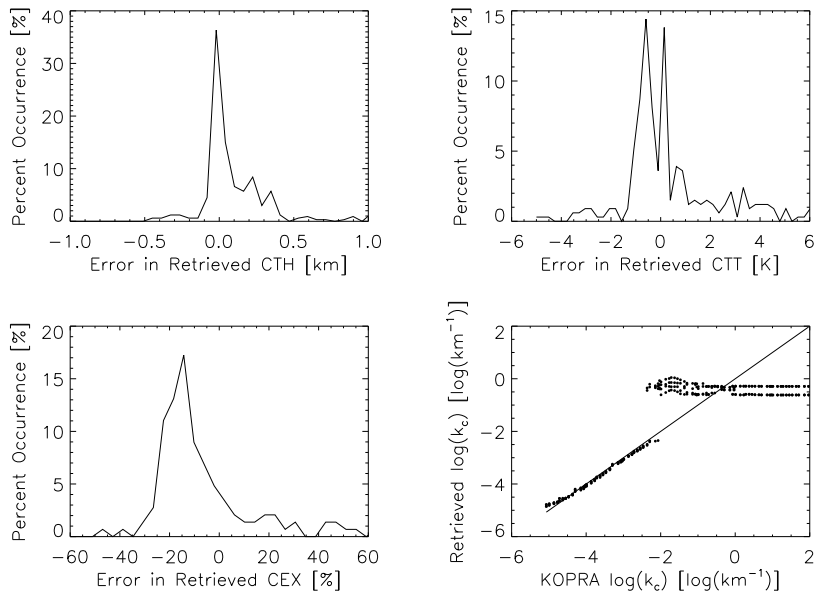 Percent Occurrence [%]
40
30
20
10
0
-1.0 -0.5 0.0 0.5 1.0
Error in Retrieved CTH [km]
Percent Occurrence [%]
15
10
5
0
-6 -4 -2 0 2 4 6
Error in Retrieved CTT [K]
Percent Occurrence [%]
20
15
10
5
0
-60 -40 -20 0 20 40 60
Error in Retrieved CEX [%]
Retrieved log(k_c) [log(km⁻¹)]
2
0
-2
-4
-6
-6 -4 -2 0 2
KOPRA log(k_c) [log(km⁻¹)]